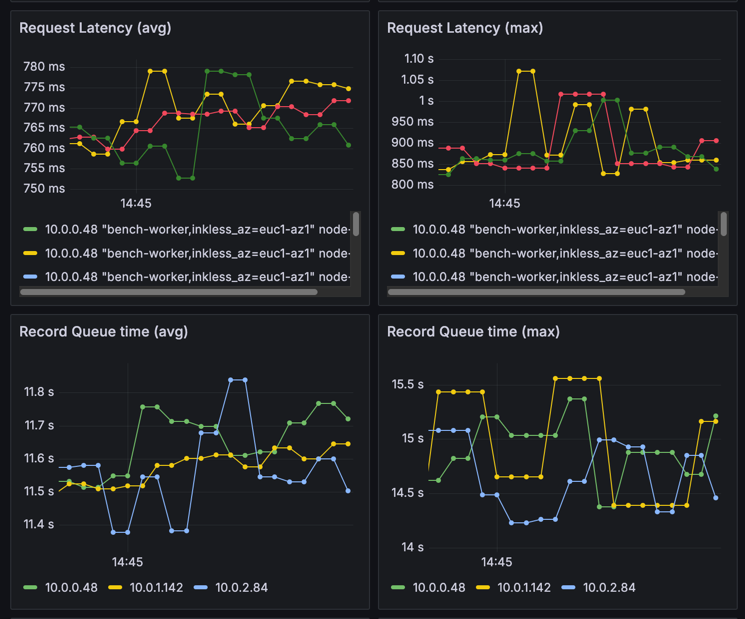 Request Latency (avg)
780 ms
775 ms
770 ms
765 ms
760 ms
755 ms
750 ms
14:45
10.0.0.48 "bench-worker,inkless_az=euc1-az1" node-
10.0.0.48 "bench-worker,inkless_az=euc1-az1" node-
10.0.0.48 "bench-worker,inkless_az=euc1-az1" node-
Request Latency (max)
1.10 s
1.05 s
1 s
950 ms
900 ms
850 ms
800 ms
14:45
10.0.0.48 "bench-worker,inkless_az=euc1-az1" node-
10.0.0.48 "bench-worker,inkless_az=euc1-az1" node-
10.0.0.48 "bench-worker,inkless_az=euc1-az1" node-
Record Queue time (avg)
11.8 s
11.7 s
11.6 s
11.5 s
11.4 s
14:45
10.0.0.48 10.0.1.142 10.0.2.84
Record Queue time (max)
15.5 s
15 s
14.5 s
14 s
14:45
10.0.0.48 10.0.1.142 10.0.2.84